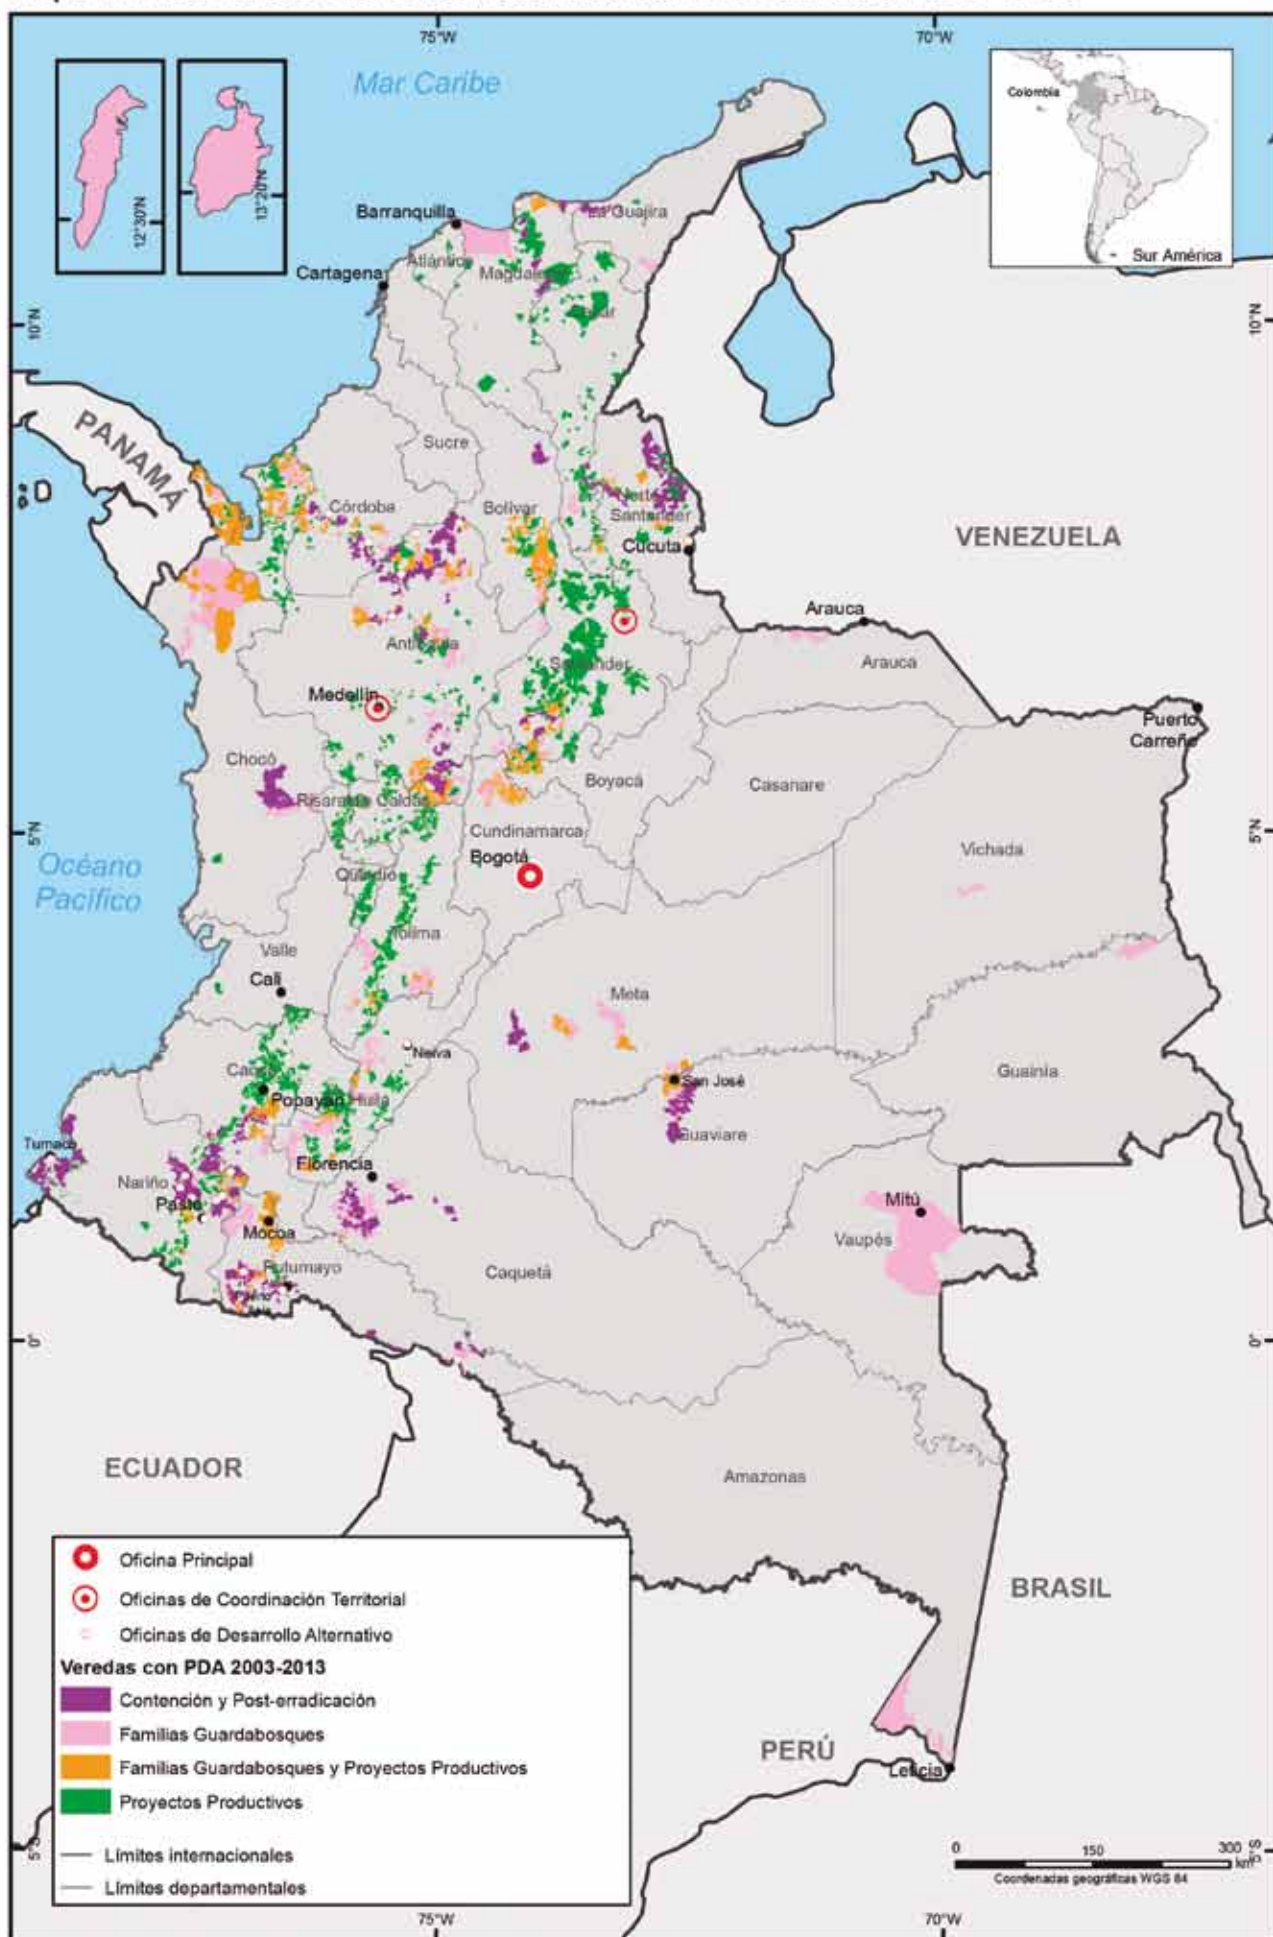 75°W
70°W
Mar Caribe
Colombia
Sur América
12°30'N
13°20'N
Barranquilla
La Guajira
Atlántico
Magdalena
Cartagena
10°N
10°N
PANAMÁ
Sucre
Córdoba
Bolívar
Norte
Santander
Cúcuta
VENEZUELA
Arauca
Arauca
Antioquia
Santander
Medellín
Puerto
Carreño
Chocó
Boyacá
Casanare
Risaralda
Caldas
Cundinamarca
Bogotá
5°N
5°N
Vichada
Océano
Pacífico
Quindio
Tolima
Valle
Cali
Meta
Neiva
Cauca
Popayán
Huila
San José
Guainía
Guaviare
Tumaco
Florencia
Nariño
Pasto
Mocoa
Mitú
Vaupés
Putumayo
Caquetá
0°
0°
ECUADOR
Amazonas
BRASIL
PERÚ
Leticia
Oficina Principal
Oficinas de Coordinación Territorial
Oficinas de Desarrollo Alternativo
Veredas con PDA 2003-2013
Contención y Post-erradicación
Familias Guardabosques
Familias Guardabosques y Proyectos Productivos
Proyectos Productivos
Límites internacionales
Límites departamentales
0 150 300
km
Coordenadas geográficas WGS 84
5°S
5°S
75°W
70°W